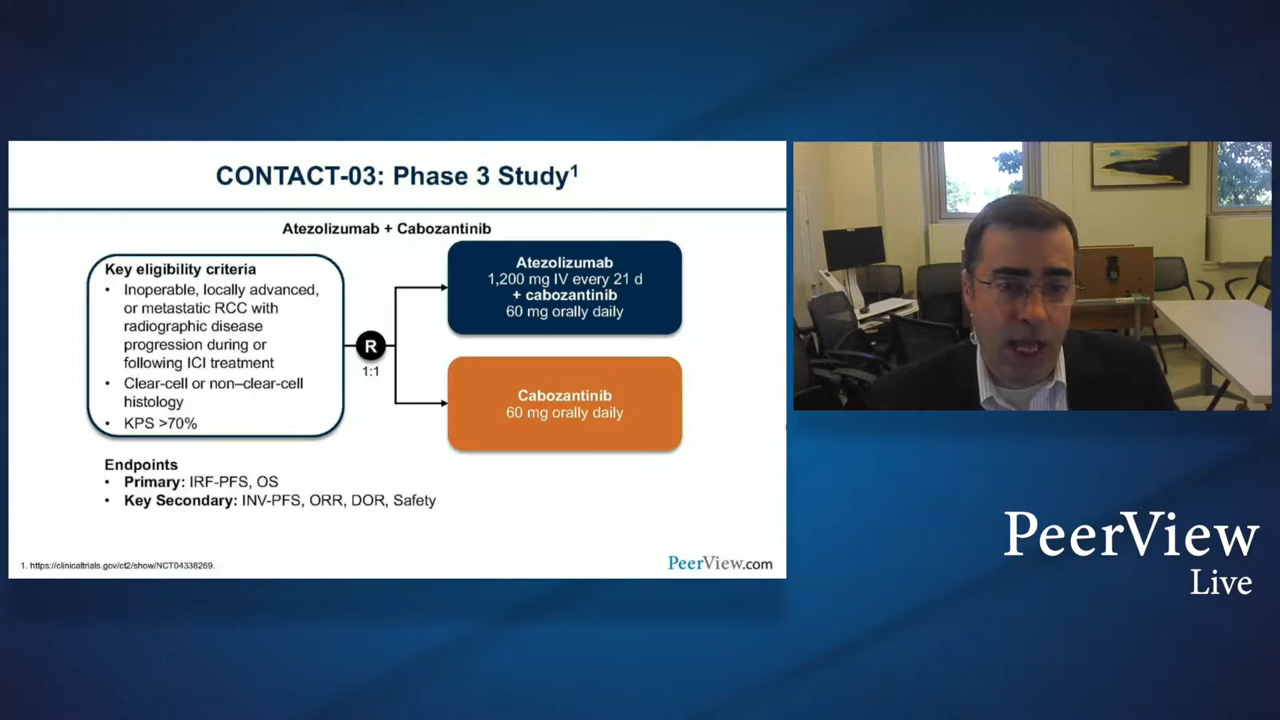 CONTACT-03: Phase 3 Study1
Atezolizumab + Cabozantinib
Key eligibility criteria
• Inoperable, locally advanced,
or metastatic RCC with
radiographic disease
progression during or
following ICI treatment
• Clear-cell or non–clear-cell
histology
• KPS >70%
R
1:1
Atezolizumab
1,200 mg IV every 21 d
+ cabozantinib
60 mg orally daily
Cabozantinib
60 mg orally daily
Endpoints
• Primary: IRF-PFS, OS
• Key Secondary: INV-PFS, ORR, DOR, Safety
1. https://clinicaltrials.gov/ct2/show/NCT04338269.
PeerView.com
PeerView
Live